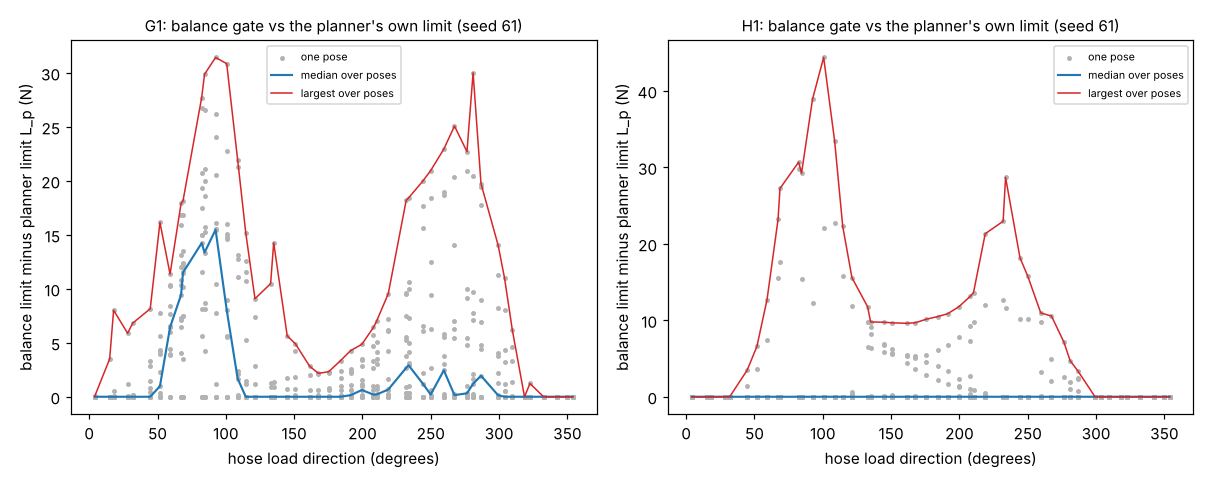 G1: balance gate vs the planner's own limit (seed 61)
balance limit minus planner limit L_p (N)
30
25
20
15
10
5
0
one pose
median over poses
largest over poses
0 50 100 150 200 250 300 350
hose load direction (degrees)
H1: balance gate vs the planner's own limit (seed 61)
balance limit minus planner limit L_p (N)
40
30
20
10
0
one pose
median over poses
largest over poses
0 50 100 150 200 250 300 350
hose load direction (degrees)